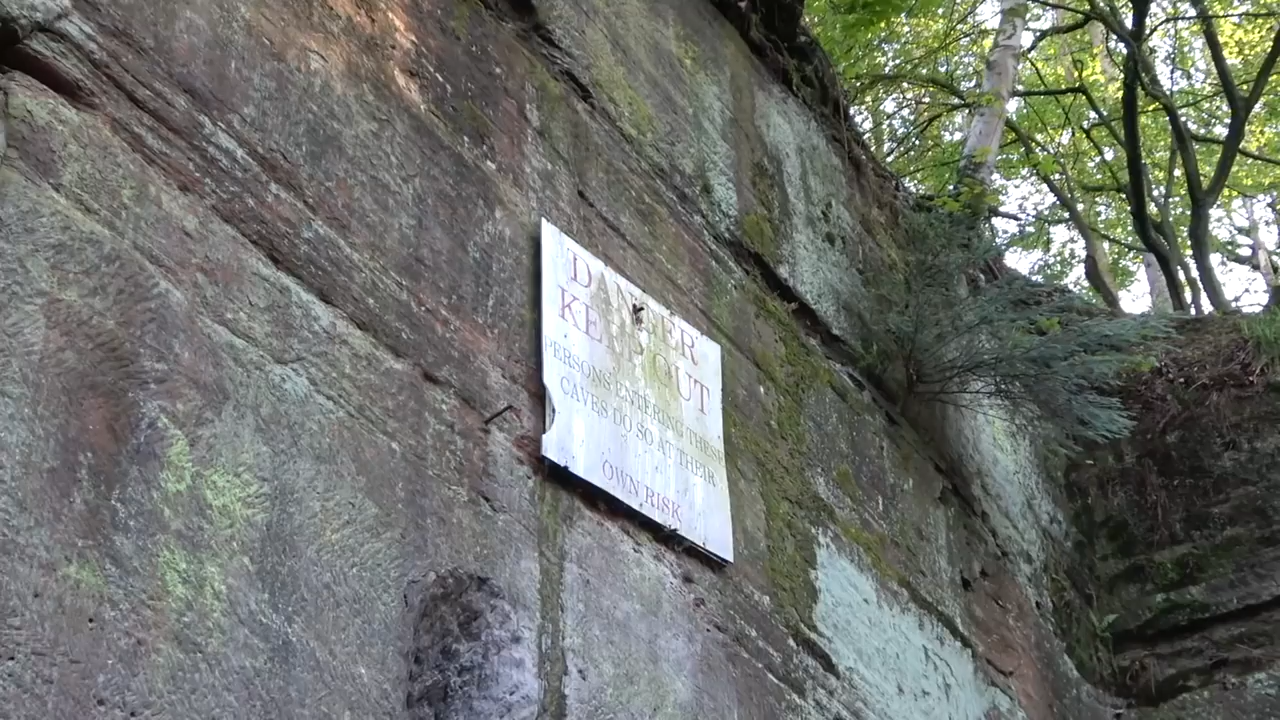 DANGER
KEEP OUT
PERSONS ENTERING THESE
CAVES DO SO AT THEIR
OWN RISK